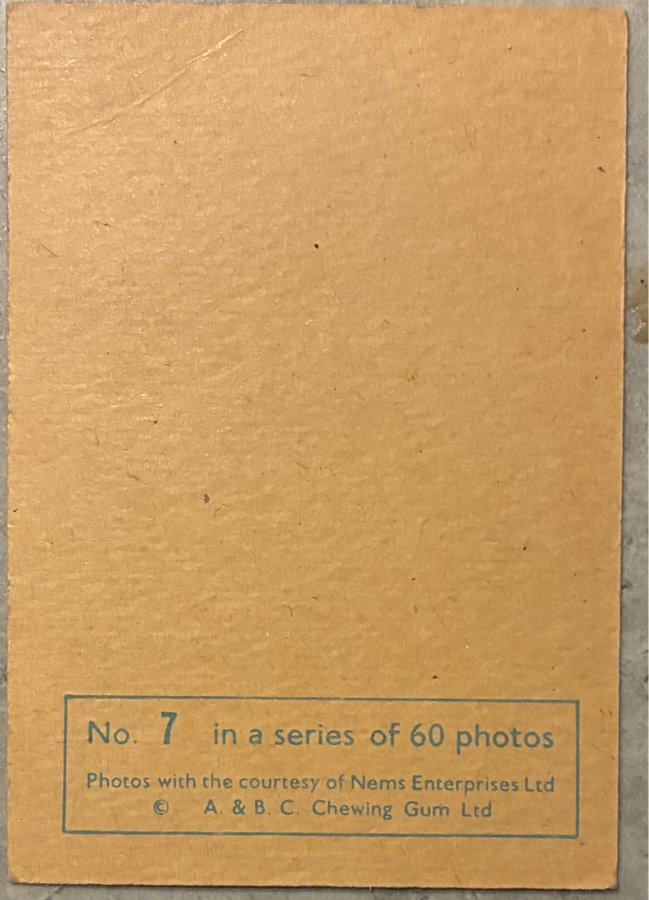 No. 7 in a series of 60 photos
Photos with the courtesy of Nems Enterprises Ltd
© A. & B. C. Chewing Gum Ltd